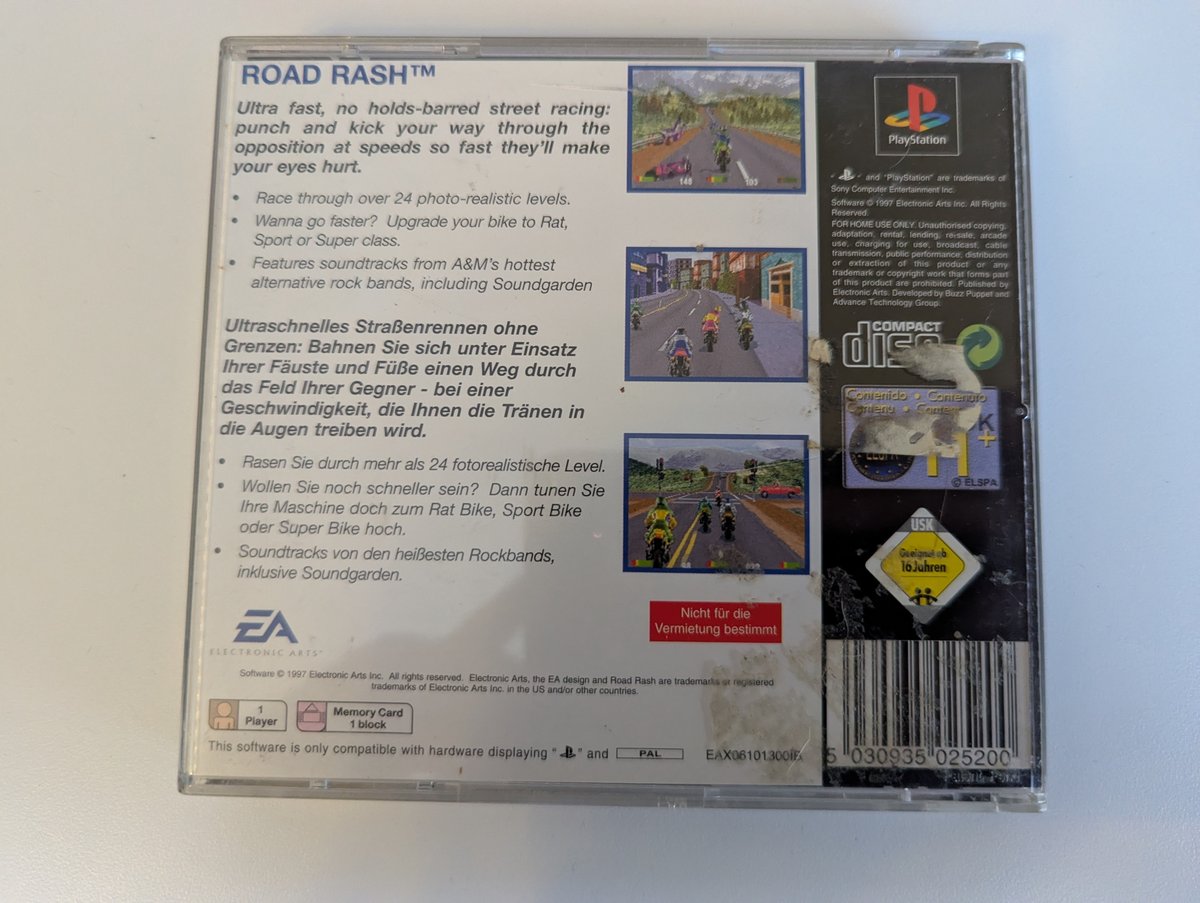 ROAD RASH™
Ultra fast, no holds-barred street racing:
punch and kick your way through the
opposition at speeds so fast they'll make
your eyes hurt.
• Race through over 24 photo-realistic levels.
• Wanna go faster? Upgrade your bike to Rat,
Sport or Super class.
• Features soundtracks from A&M's hottest
alternative rock bands, including Soundgarden
Ultraschnelles Straßenrennen ohne
Grenzen: Bahnen Sie sich unter Einsatz
Ihrer Fäuste und Füße einen Weg durch
das Feld Ihrer Gegner - bei einer
Geschwindigkeit, die Ihnen die Tränen in
die Augen treiben wird.
• Rasen Sie durch mehr als 24 fotorealistische Level.
• Wollen Sie noch schneller sein? Dann tunen Sie
Ihre Maschine doch zum Rat Bike, Sport Bike
oder Super Bike hoch.
• Soundtracks von den heißesten Rockbands,
inklusive Soundgarden.
EA
ELECTRONIC ARTS™
Nicht für die
Vermietung bestimmt
Software © 1997 Electronic Arts Inc. All rights reserved. Electronic Arts, the EA design and Road Rash are trademarks or registered
trademarks of Electronic Arts Inc. in the US and/or other countries.
1
Player
Memory Card
1 block
This software is only compatible with hardware displaying " " and PAL
EAX06101300IE
PlayStation
" " and "PlayStation" are trademarks of
Sony Computer Entertainment Inc.
Software © 1997 Electronic Arts Inc. All Rights
Reserved.
FOR HOME USE ONLY. Unauthorised copying,
adaptation, rental, lending, re-sale, arcade
use, charging for use, broadcast, cable
transmission, public performance, distribution
or extraction of this product or any
trademark or copyright work that forms part
of this product are prohibited. Published by
Electronic Arts. Developed by Buzz Puppet and
Advance Technology Group.
COMPACT
disc
Contenido • Contenuto
Contenu •
K
11+
ELSPA
© ELSPA
USK
Geeignet ab
16 Jahren
5 030935 025200